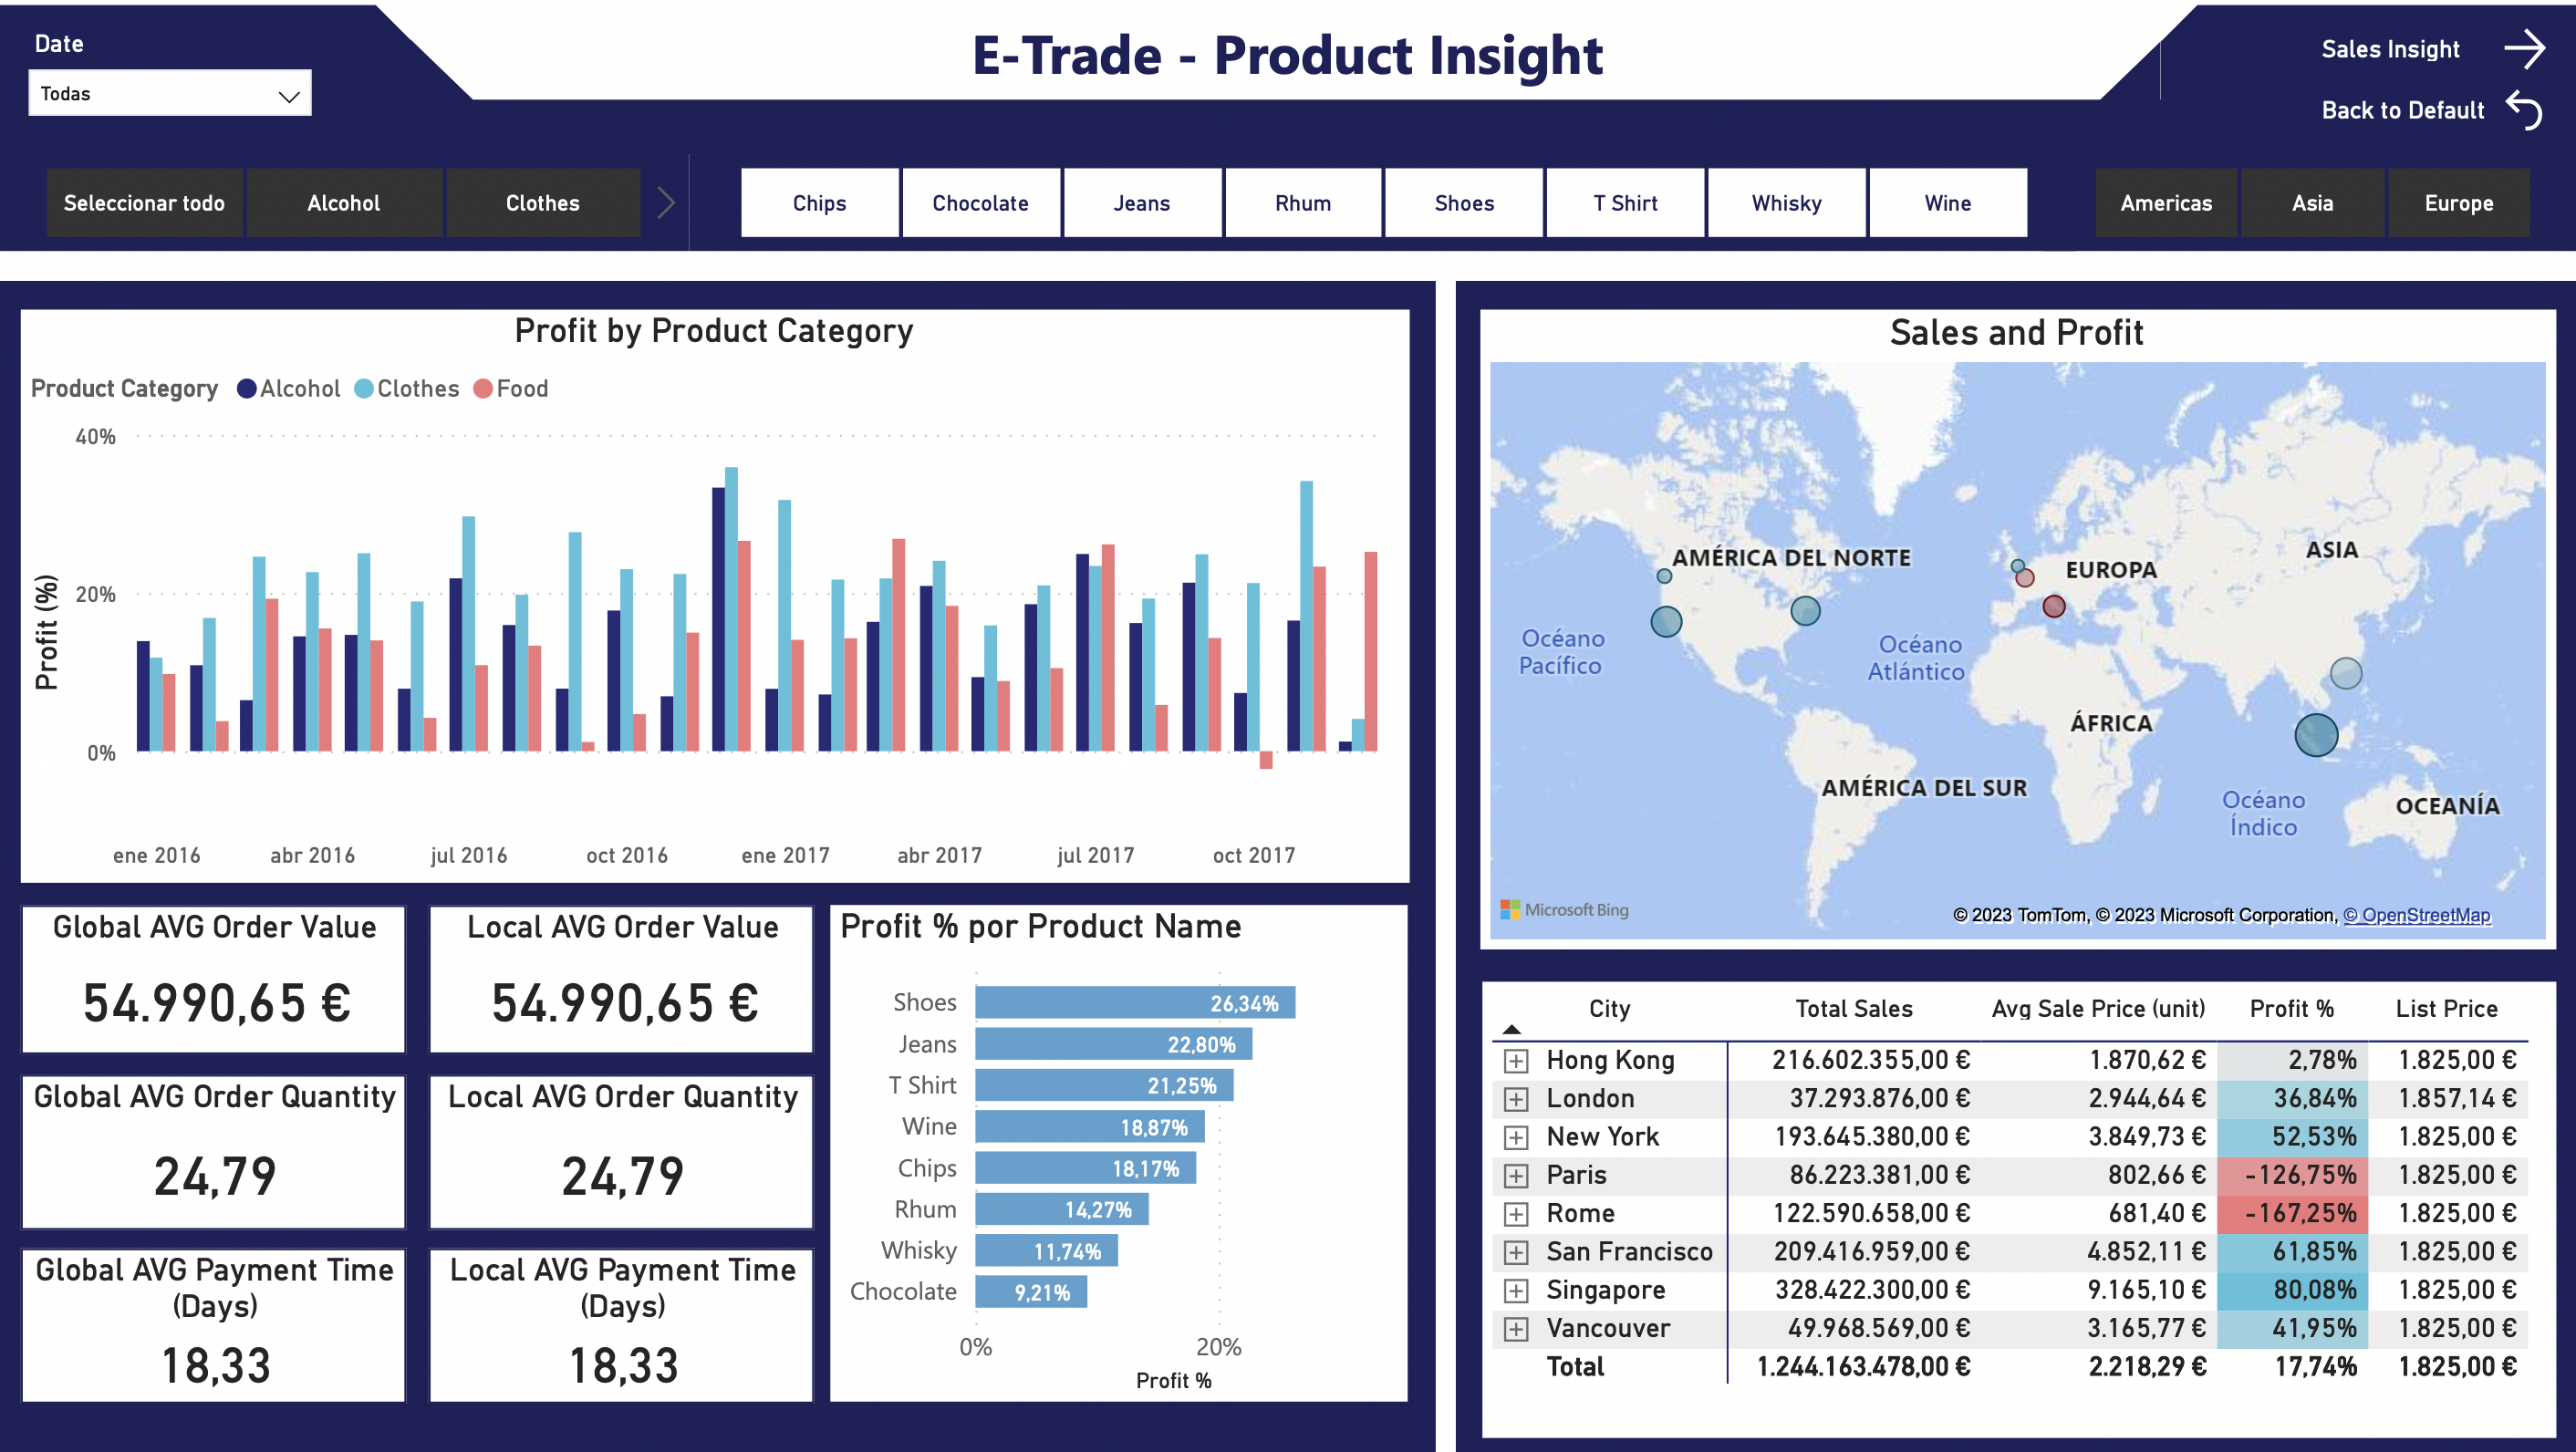 Date
Todas
E-Trade - Product Insight
Sales Insight
Back to Default
Seleccionar todo
Alcohol
Clothes
Chips
Chocolate
Jeans
Rhum
Shoes
T Shirt
Whisky
Wine
Americas
Asia
Europe
Profit by Product Category
Product Category Alcohol Clothes Food
Profit (%)
40%
20%
0%
ene 2016 abr 2016 jul 2016 oct 2016 ene 2017 abr 2017 jul 2017 oct 2017
Global AVG Order Value
54.990,65 €
Local AVG Order Value
54.990,65 €
Global AVG Order Quantity
24,79
Local AVG Order Quantity
24,79
Global AVG Payment Time
(Days)
18,33
Local AVG Payment Time
(Days)
18,33
Profit % por Product Name
Shoes 26,34%
Jeans 22,80%
T Shirt 21,25%
Wine 18,87%
Chips 18,17%
Rhum 14,27%
Whisky 11,74%
Chocolate 9,21%
0% 20%
Profit %
Sales and Profit
AMÉRICA DEL NORTE
EUROPA
ASIA
Océano
Pacífico
Océano
Atlántico
ÁFRICA
AMÉRICA DEL SUR
Océano
Índico
OCEANÍA
Microsoft Bing
© 2023 TomTom, © 2023 Microsoft Corporation, © OpenStreetMap
City Total Sales Avg Sale Price (unit) Profit % List Price
Hong Kong 216.602.355,00 € 1.870,62 € 2,78% 1.825,00 €
London 37.293.876,00 € 2.944,64 € 36,84% 1.857,14 €
New York 193.645.380,00 € 3.849,73 € 52,53% 1.825,00 €
Paris 86.223.381,00 € 802,66 € -126,75% 1.825,00 €
Rome 122.590.658,00 € 681,40 € -167,25% 1.825,00 €
San Francisco 209.416.959,00 € 4.852,11 € 61,85% 1.825,00 €
Singapore 328.422.300,00 € 9.165,10 € 80,08% 1.825,00 €
Vancouver 49.968.569,00 € 3.165,77 € 41,95% 1.825,00 €
Total 1.244.163.478,00 € 2.218,29 € 17,74% 1.825,00 €